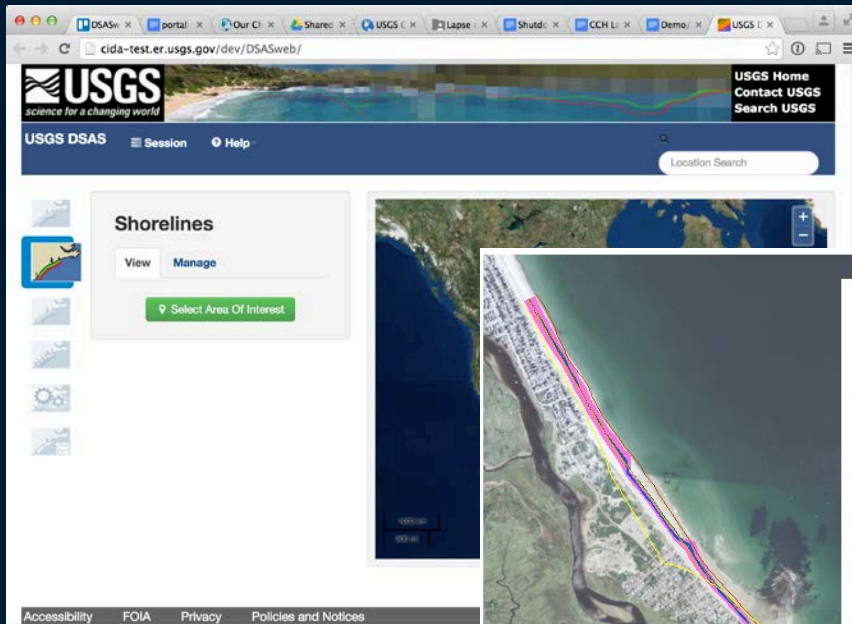 DSASw
portal
Our Ch
Shared
USGS C
Lapse
Shutdo
CCH La
Demo/
USGS D
cida-test.er.usgs.gov/dev/DSASweb/
USGS
science for a changing world
USGS Home
Contact USGS
Search USGS
USGS DSAS
Session
Help
Location Search
Shorelines
View Manage
Select Area Of Interest
+
−
Accessibility FOIA Privacy Policies and Notices